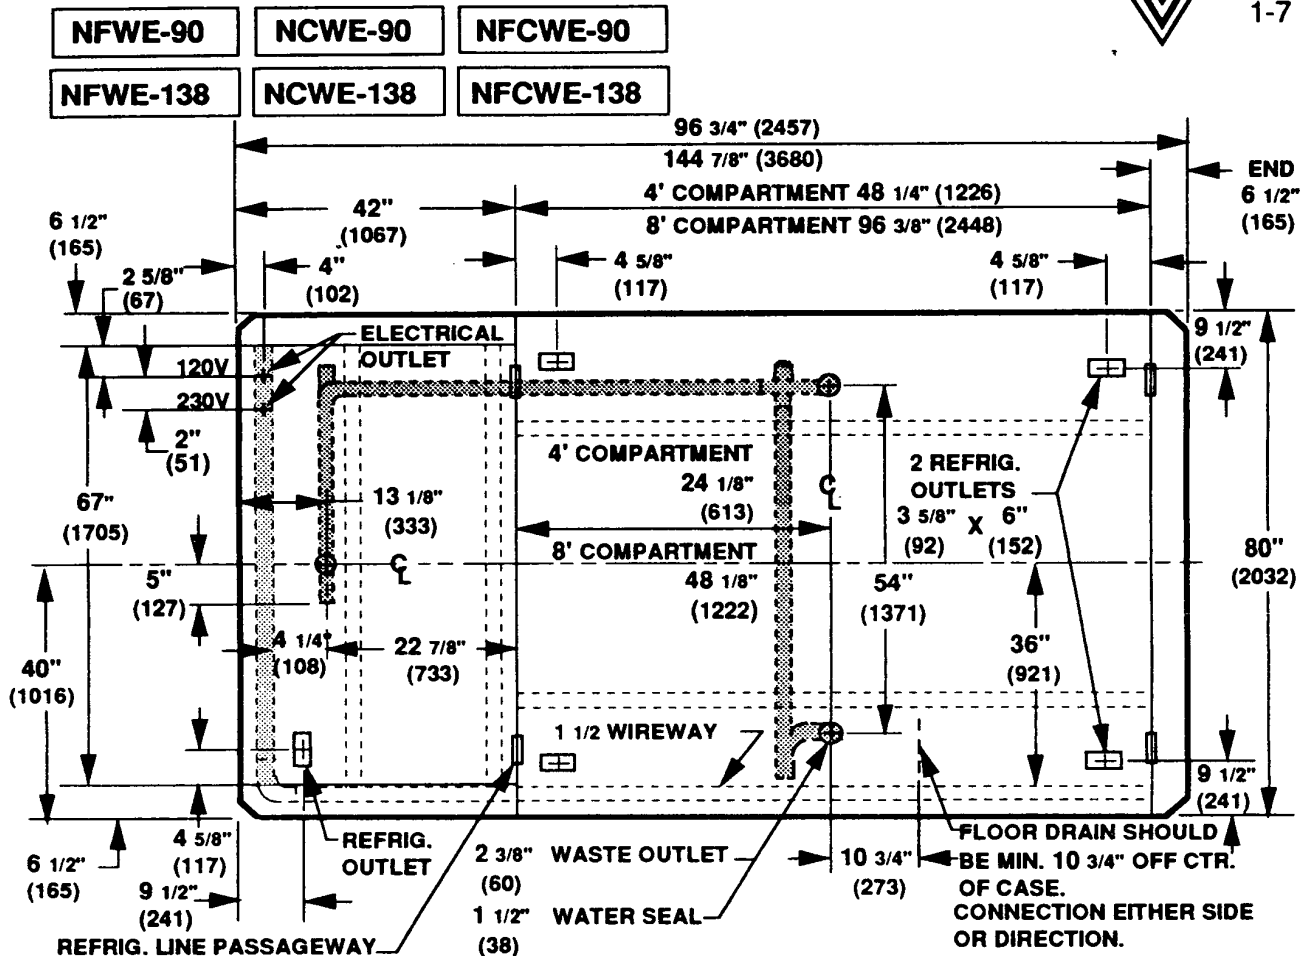 1-7
NFWE-90 NCWE-90 NFCWE-90
NFWE-138 NCWE-138 NFCWE-138
96 3/4" (2457)
144 7/8" (3680)
END
6 1/2"
(165)
4' COMPARTMENT 48 1/4" (1226)
8' COMPARTMENT 96 3/8" (2448)
42"
(1067)
6 1/2"
(165)
2 5/8"
(67)
4"
(102)
4 5/8"
(117)
4 5/8"
(117)
9 1/2"
(241)
ELECTRICAL
OUTLET
120V
230V
2"
(51)
67"
(1705)
13 1/8"
(333)
4' COMPARTMENT
24 1/8"
(613)
8' COMPARTMENT
48 1/8"
(1222)
CL
CL
2 REFRIG.
OUTLETS
3 5/8" X 6"
(92) (152)
80"
(2032)
5"
(127)
54"
(1371)
4 1/4"
(108)
22 7/8"
(733)
36"
(921)
40"
(1016)
1 1/2 WIREWAY
9 1/2"
(241)
4 5/8"
(117)
6 1/2"
(165)
9 1/2"
(241)
REFRIG.
OUTLET
2 3/8" WASTE OUTLET
(60)
1 1/2" WATER SEAL
(38)
10 3/4"
(273)
FLOOR DRAIN SHOULD
BE MIN. 10 3/4" OFF CTR.
OF CASE.
CONNECTION EITHER SIDE
OR DIRECTION.
REFRIG. LINE PASSAGEWAY